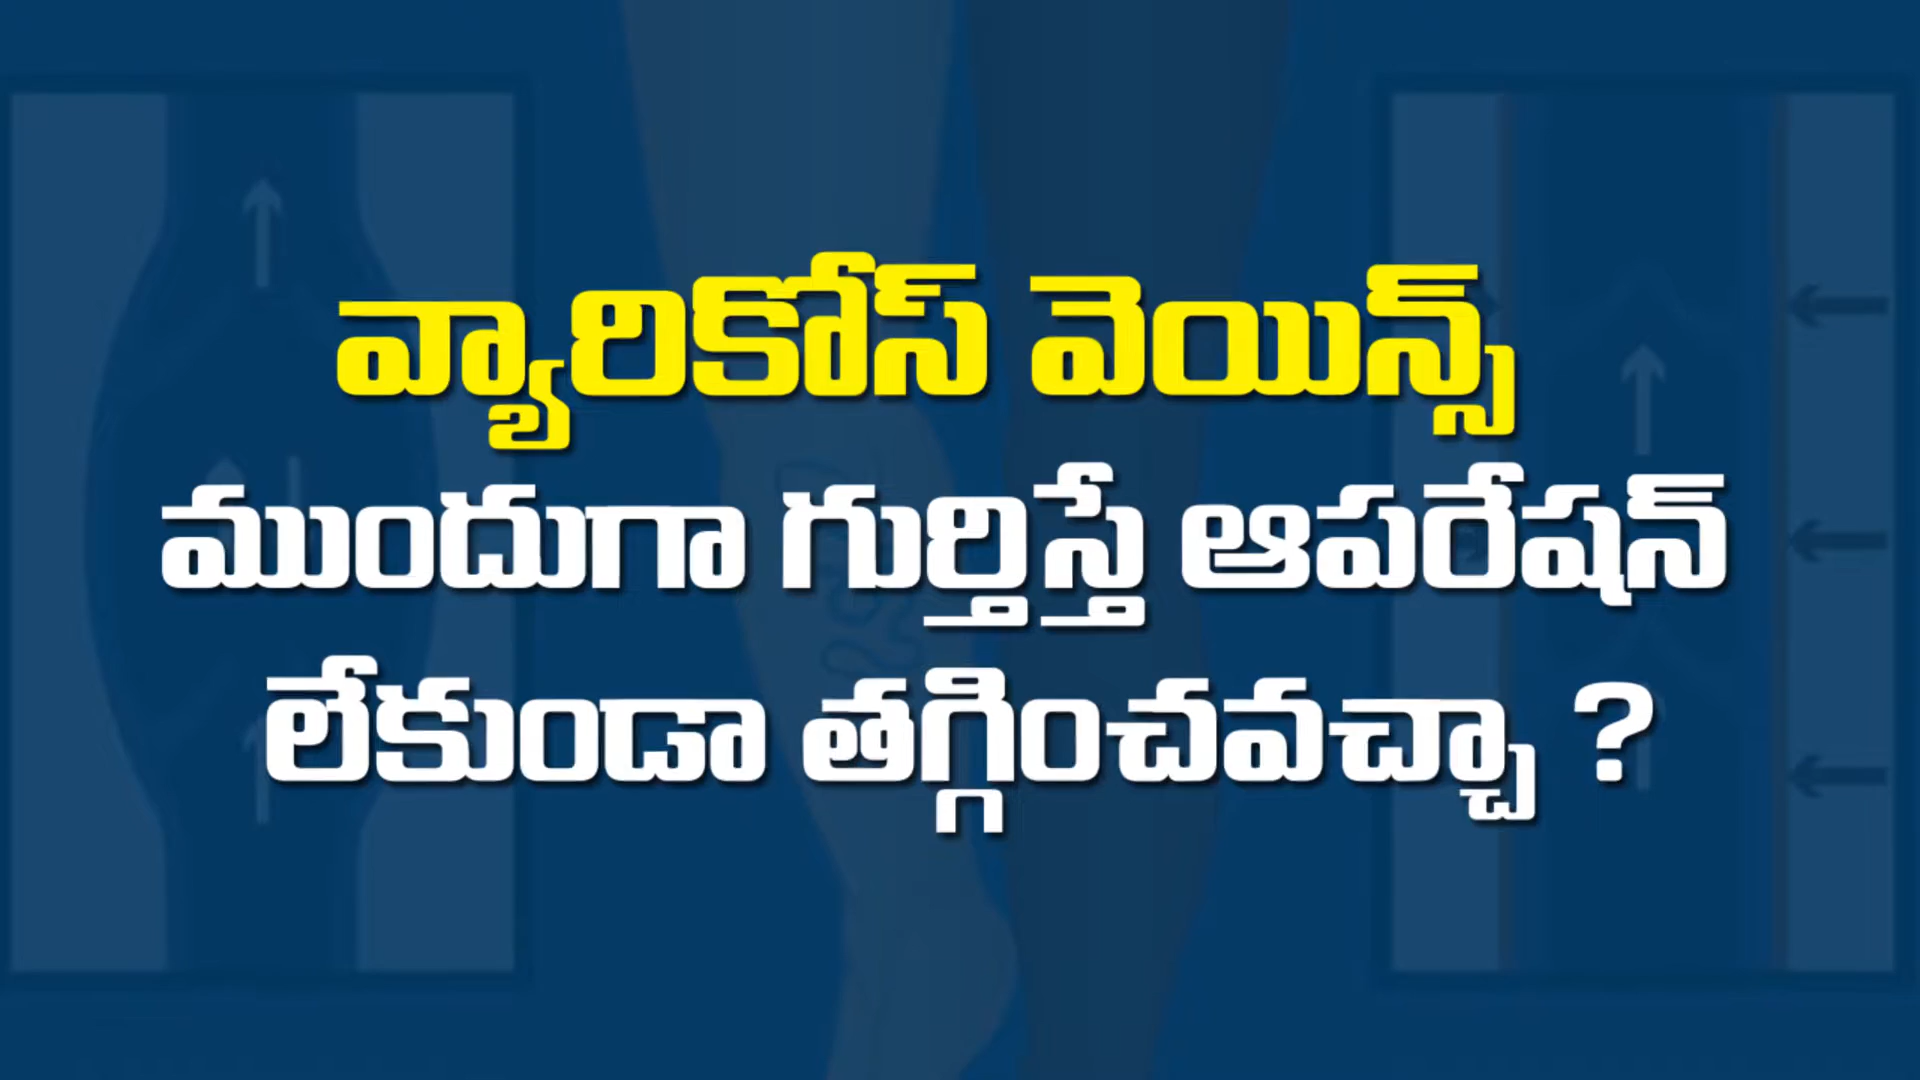 వ్యారికోస్ వెయిన్స్
ముందుగా గుర్తిస్తే ఆపరేషన్
లేకుండా తగ్గించవచ్చా ?